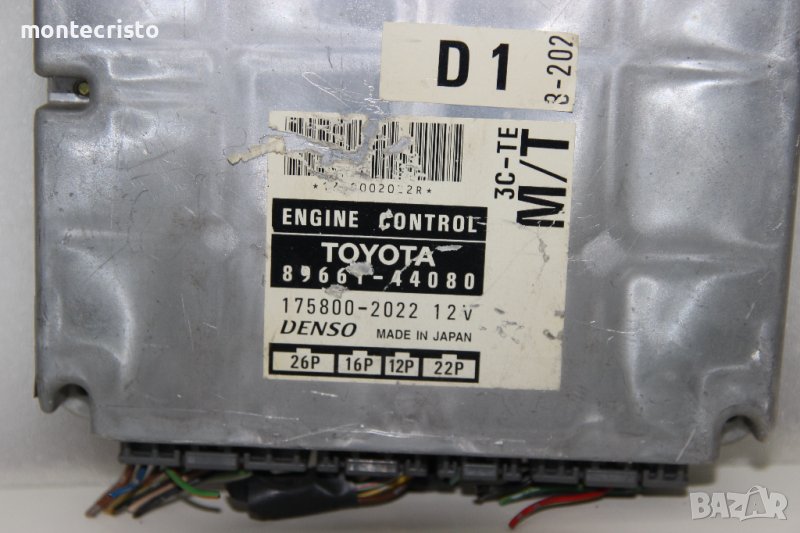 montecristo
D1
3-202
3C-TE
M/T
ENGINE CONTROL
TOYOTA
89661-44080
175800-2022 12V
DENSO MADE IN JAPAN
26P 16P 12P 22P
BAZAR